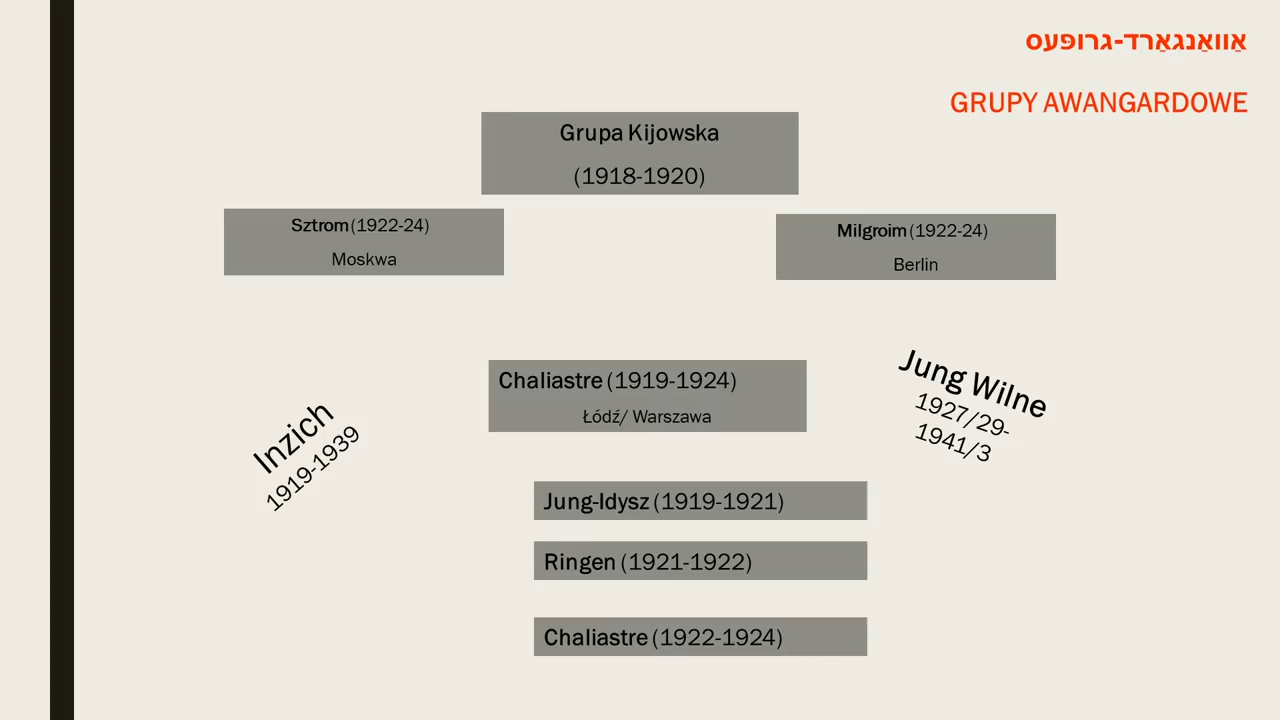 אַוואַנגאַרד-גרופּעס
GRUPY AWANGARDOWE
Grupa Kijowska
(1918-1920)
Sztrom (1922-24)
Moskwa
Milgroim (1922-24)
Berlin
Chaliastre (1919-1924)
Łódź/ Warszawa
Jung Wilne
1927/29-
1941/3
Inzich
1919-1939
Jung-Idysz (1919-1921)
Ringen (1921-1922)
Chaliastre (1922-1924)